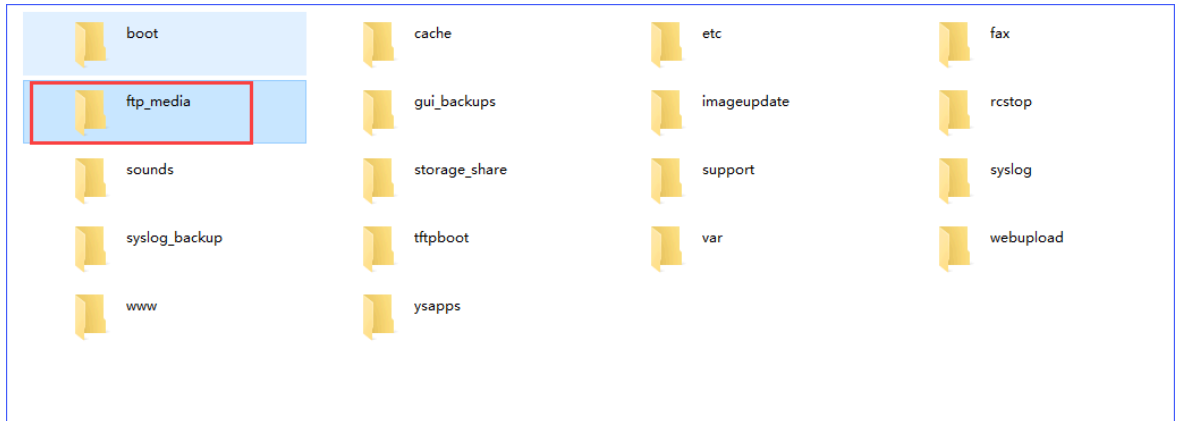 boot
cache
etc
fax
ftp_media
gui_backups
imageupdate
rcstop
sounds
storage_share
support
syslog
syslog_backup
tftpboot
var
webupload
www
ysapps